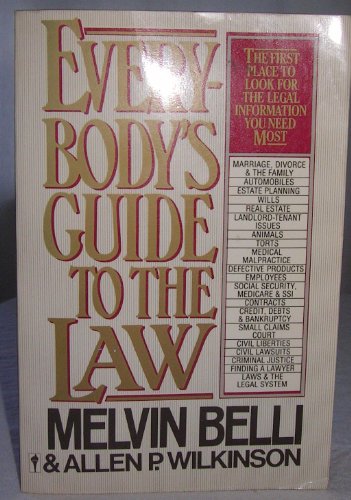 EVERY-
BODY'S
GUIDE
TO THE
LAW
THE FIRST
PLACE TO
LOOK FOR
THE LEGAL
INFORMATION
YOU NEED
MOST
MARRIAGE, DIVORCE
& THE FAMILY
AUTOMOBILES
ESTATE PLANNING
WILLS
REAL ESTATE
LANDLORD-TENANT
ISSUES
ANIMALS
TORTS
MEDICAL
MALPRACTICE
DEFECTIVE PRODUCTS
EMPLOYEES
SOCIAL SECURITY,
MEDICARE & SSI
CONTRACTS
CREDIT, DEBTS
& BANKRUPTCY
SMALL CLAIMS
COURT
CIVIL LIBERTIES
CIVIL LAWSUITS
CRIMINAL JUSTICE
FINDING A LAWYER
LAWS & THE
LEGAL SYSTEM
MELVIN BELLI
& ALLEN P. WILKINSON